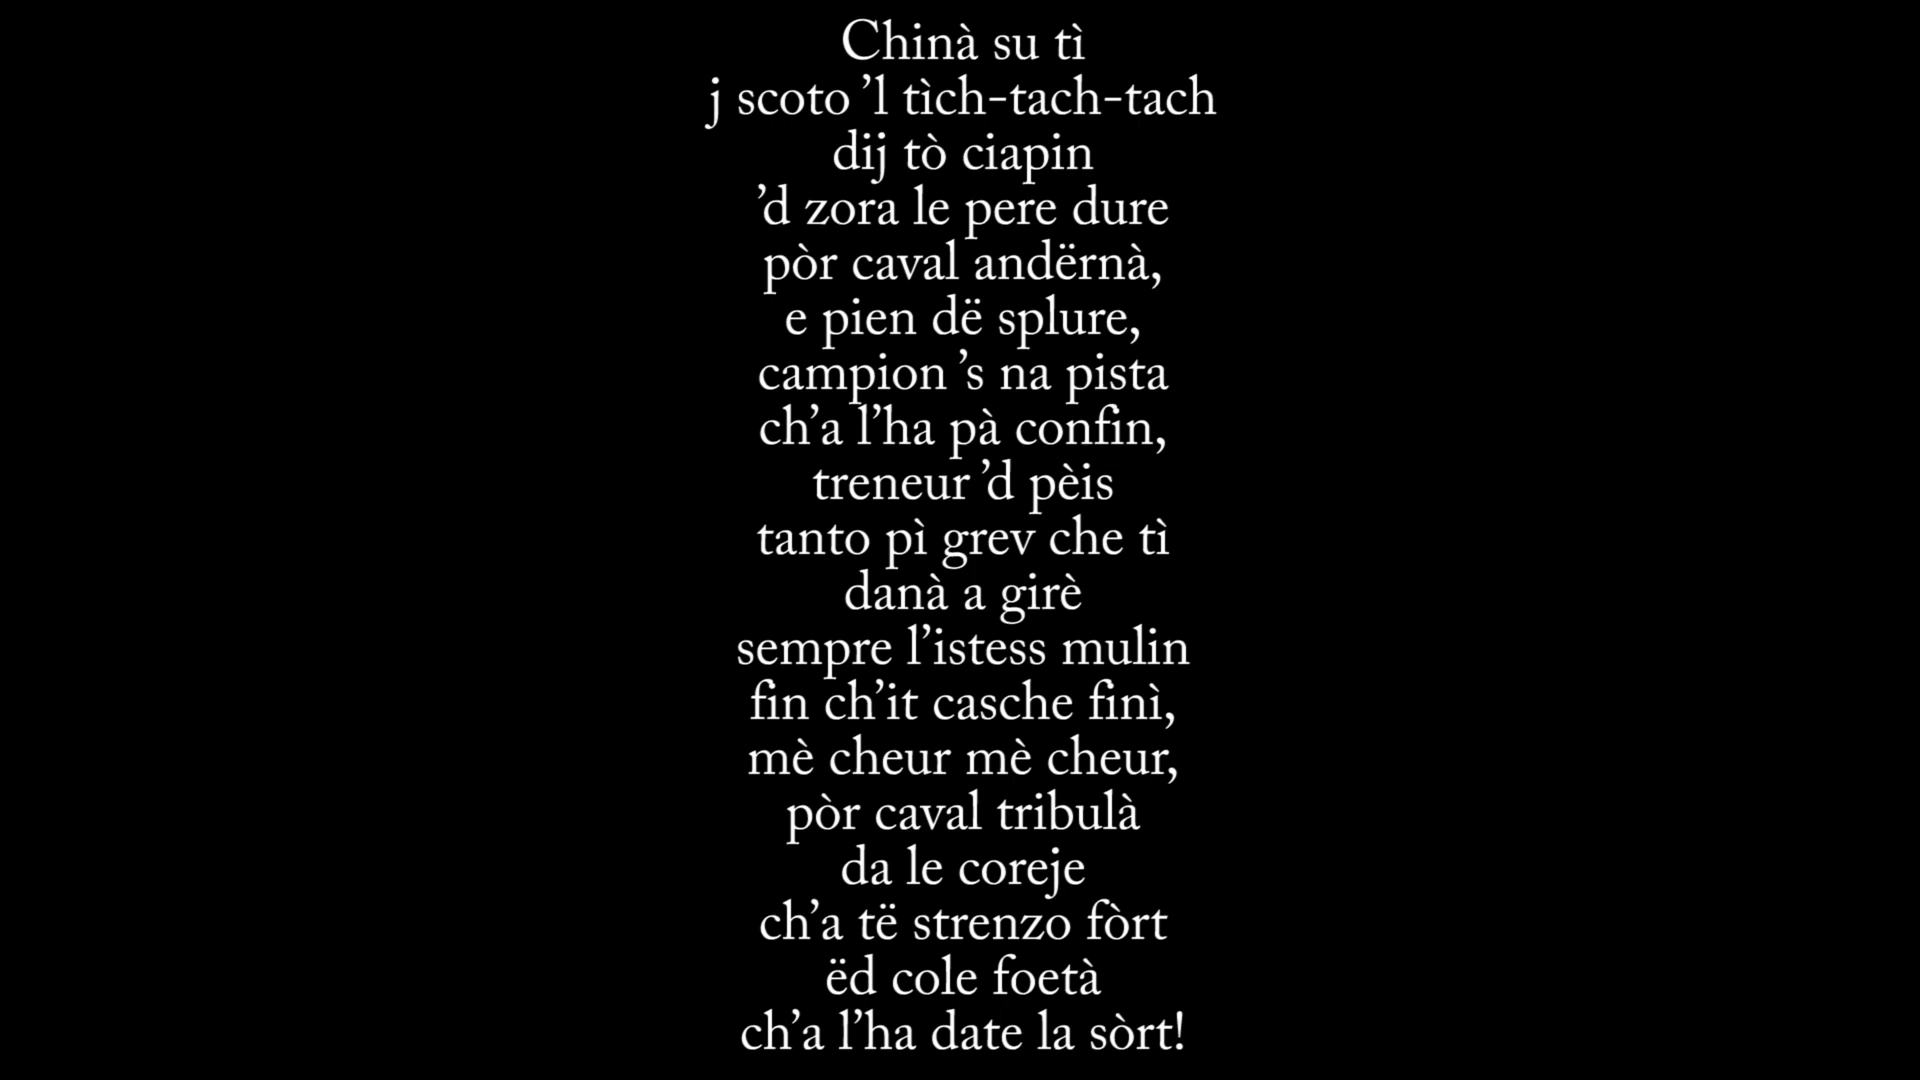 Chinà su tì
j scoto ’l tìch-tach-tach
dij tò ciapin
’d zora le pere dure
pòr caval andërnà,
e pien dë splure,
campion ’s na pista
ch’a l’ha pà confin,
treneur ’d pèis
tanto pì grev che tì
danà a girè
sempre l’istess mulin
fin ch’it casche finì,
mè cheur mè cheur,
pòr caval tribulà
da le coreje
ch’a të strenzo fòrt
ëd cole foetà
ch’a l’ha date la sòrt!